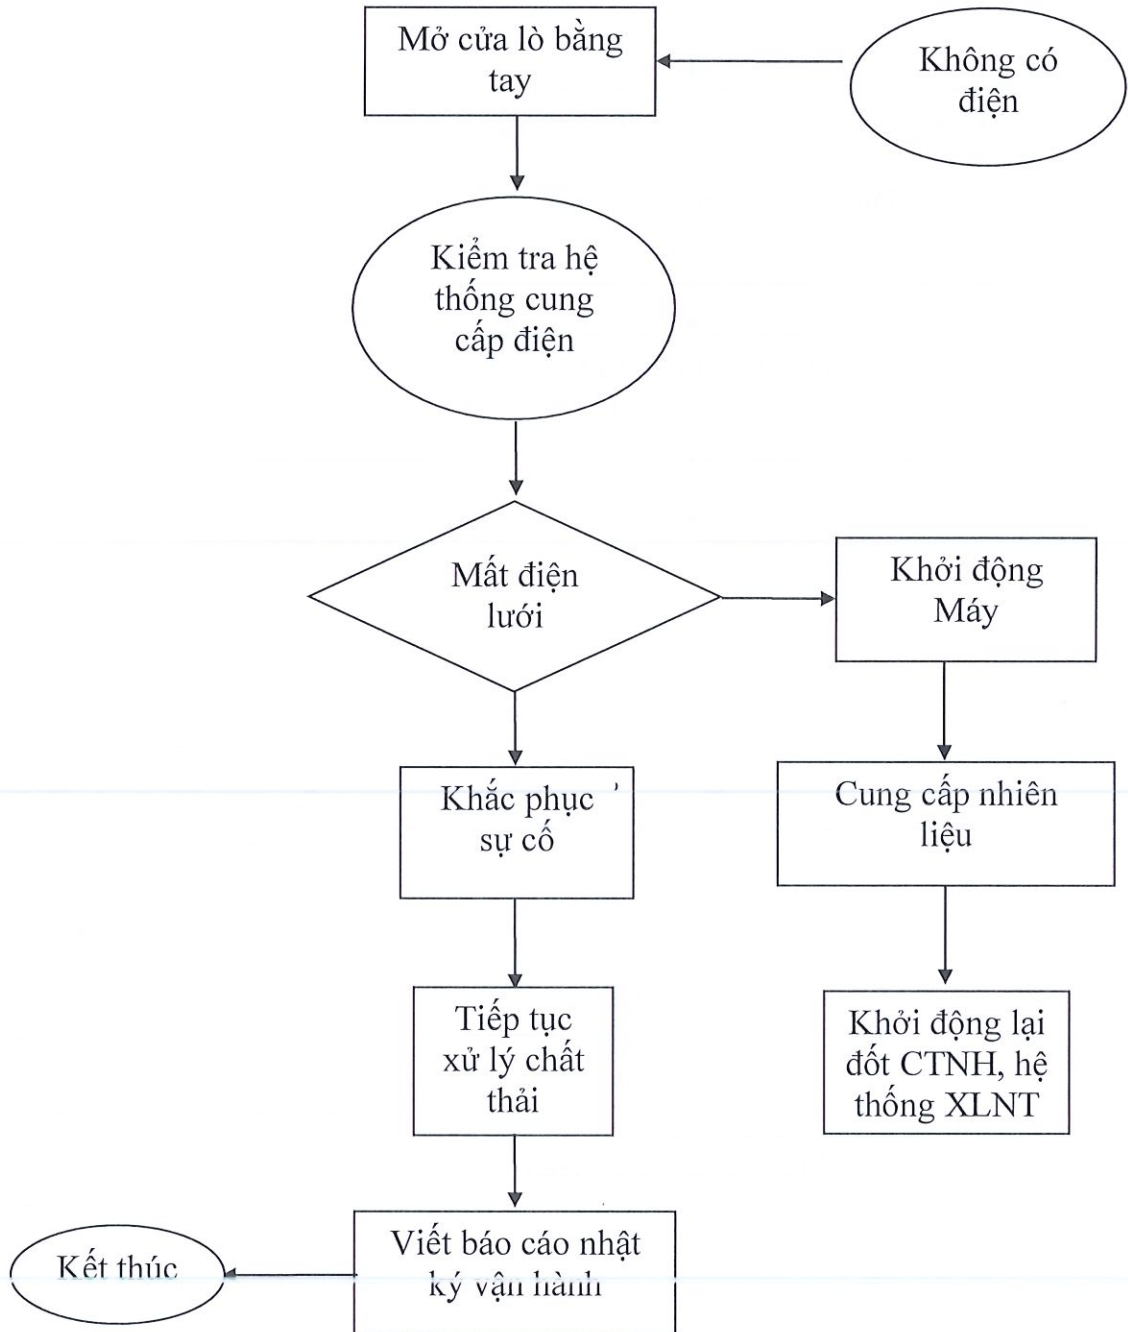 Mở cửa lò bằng
tay
Không có
điện
Kiểm tra hệ
thống cung
cấp điện
Mất điện
lưới
Khởi động
Máy
Khắc phục
sự cố
Cung cấp nhiên
liệu
Tiếp tục
xử lý chất
thải
Khởi động lại
đốt CTNH, hệ
thống XLNT
Viết báo cáo nhật
ký vận hành
Kết thúc